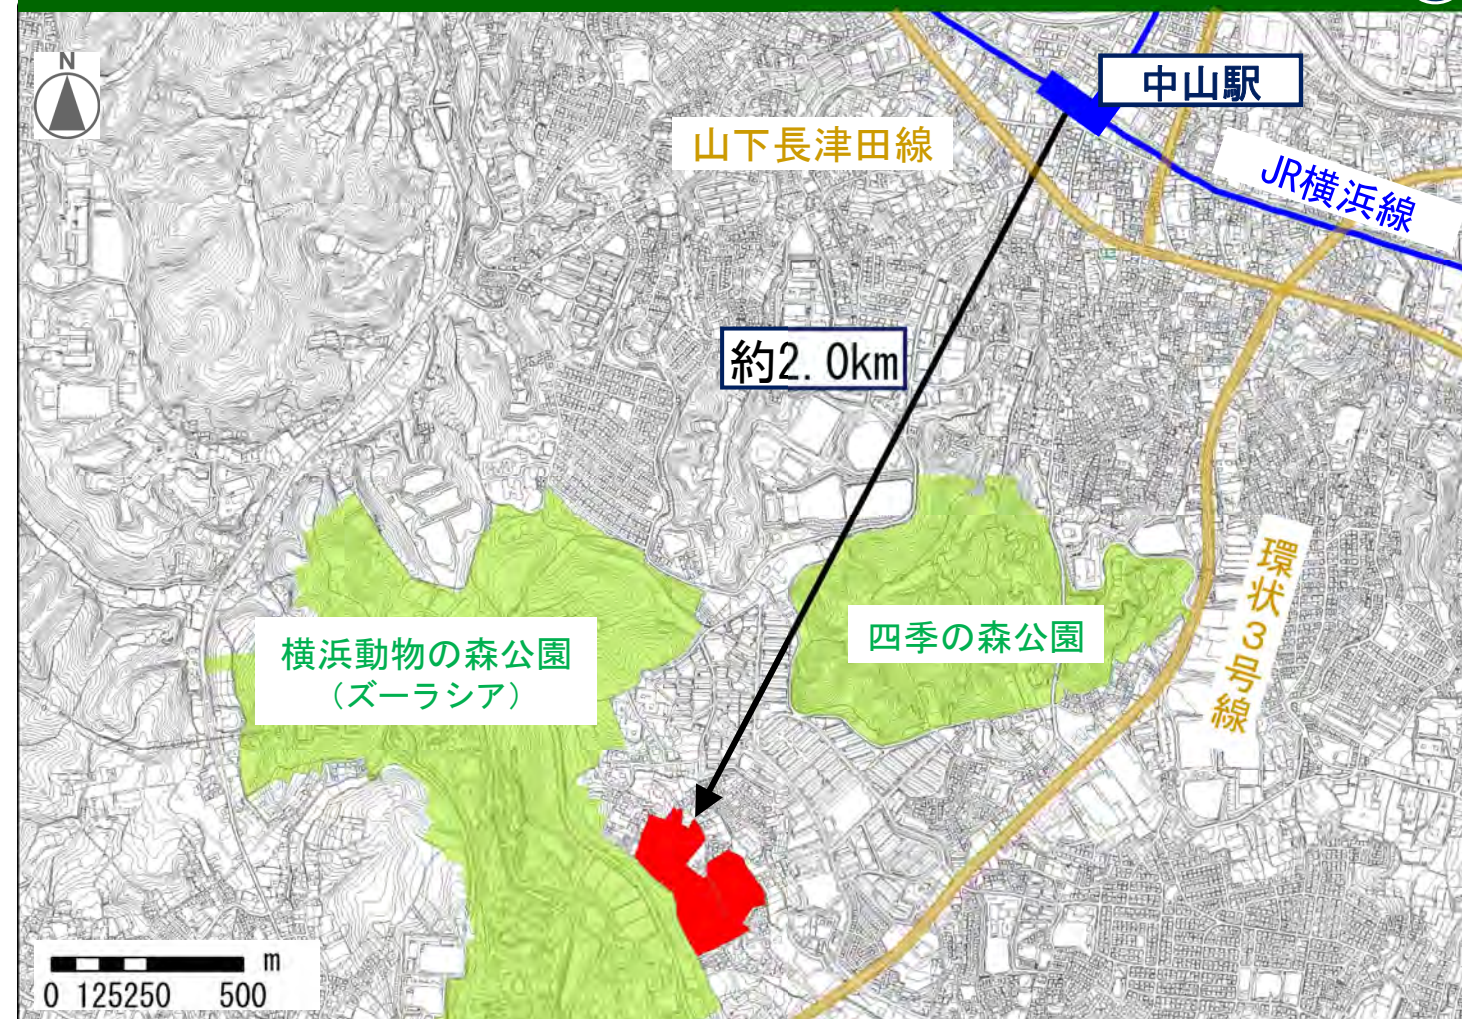 N
中山駅
山下長津田線
JR横浜線
約2.0km
環状3号線
四季の森公園
横浜動物の森公園
(ズーラシア)
m
0 125250 500